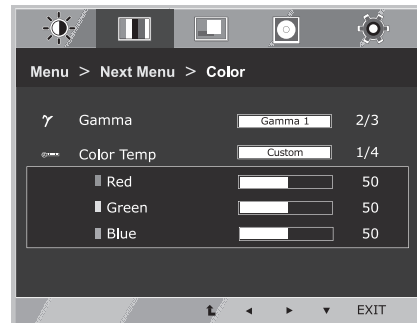 Menu > Next Menu > Color
γ Gamma Gamma 1 2/3
Color Temp Custom 1/4
Red 50
Green 50
Blue 50
EXIT